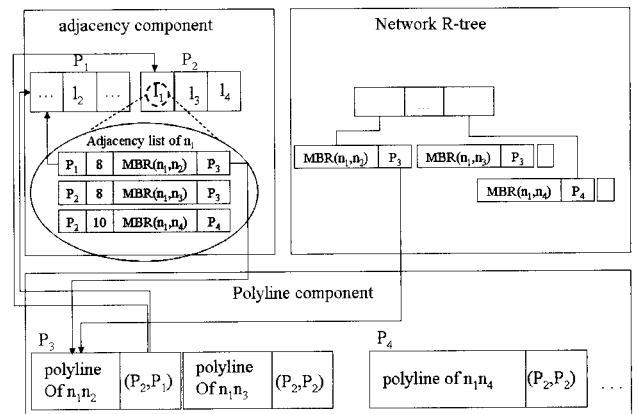 adjacency component
P1
P2
... l2 ...
l1 l3 l4
Adjacency list of n1
P1 8 MBR(n1,n2) P3
P2 8 MBR(n1,n3) P3
P2 10 MBR(n1,n4) P4
Network R-tree
...
MBR(n1,n2) P3
MBR(n1,n3) P3
MBR(n1,n4) P4
Polyline component
P3
polyline
Of n1n2
(P2,P1)
polyline
Of n1n3
(P2,P2)
P4
polyline of n1n4
(P2,P2)
...